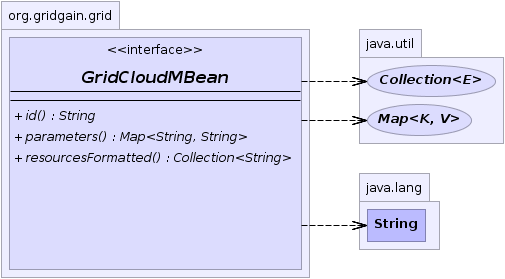 org.gridgain.grid
<<interface>>
GridCloudMBean
+ id() : String
+ parameters() : Map<String, String>
+ resourcesFormatted() : Collection<String>
java.util
Collection<E>
Map<K, V>
java.lang
String